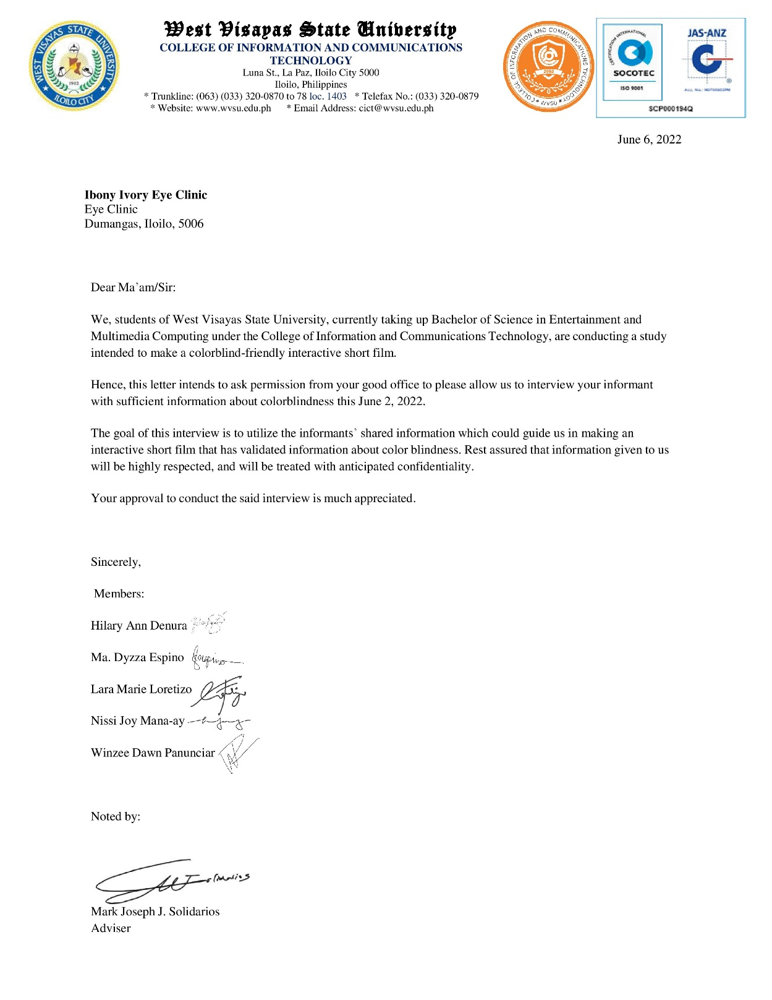 West Visayas State University
COLLEGE OF INFORMATION AND COMMUNICATIONS
TECHNOLOGY
Luna St., La Paz, Iloilo City 5000
Iloilo, Philippines
* Trunkline: (063) (033) 320-0870 to 78 loc. 1403 * Telefax No.: (033) 320-0879
* Website: www.wvsu.edu.ph * Email Address: cict@wvsu.edu.ph
WEST VISAYAS STATE UNIVERSITY
1902
ILOILO CITY
COLLEGE OF INFORMATION AND COMMUNICATIONS TECHNOLOGY
2002
WVSU
CERTIFICATION INTERNATIONAL
SOCOTEC
ISO 9001
JAS-ANZ
SCP000194Q
June 6, 2022
Ibony Ivory Eye Clinic
Eye Clinic
Dumangas, Iloilo, 5006
Dear Ma’am/Sir:
We, students of West Visayas State University, currently taking up Bachelor of Science in Entertainment and
Multimedia Computing under the College of Information and Communications Technology, are conducting a study
intended to make a colorblind-friendly interactive short film.
Hence, this letter intends to ask permission from your good office to please allow us to interview your informant
with sufficient information about colorblindness this June 2, 2022.
The goal of this interview is to utilize the informants’ shared information which could guide us in making an
interactive short film that has validated information about color blindness. Rest assured that information given to us
will be highly respected, and will be treated with anticipated confidentiality.
Your approval to conduct the said interview is much appreciated.
Sincerely,
Members:
Hilary Ann Denura
Ma. Dyzza Espino
Lara Marie Loretizo
Nissi Joy Mana-ay
Winzee Dawn Panunciar
Noted by:
Mark Joseph J. Solidarios
Adviser